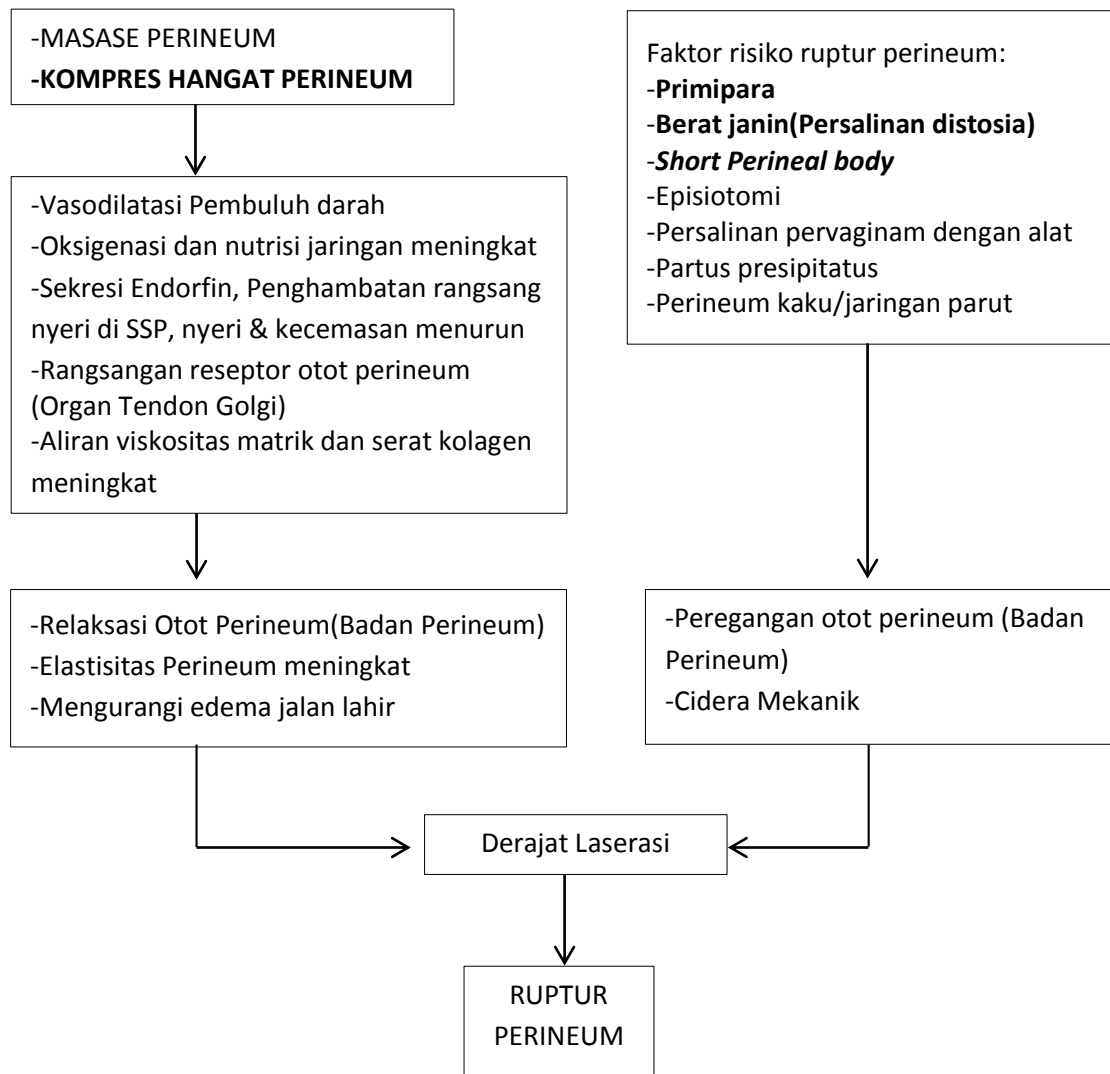 -MASASE PERINEUM
-KOMPRES HANGAT PERINEUM
Faktor risiko ruptur perineum:
-Primipara
-Berat janin(Persalinan distosia)
-Short Perineal body
-Episiotomi
-Persalinan pervaginam dengan alat
-Partus presipitatus
-Perineum kaku/jaringan parut
-Vasodilatasi Pembuluh darah
-Oksigenasi dan nutrisi jaringan meningkat
-Sekresi Endorfin, Penghambatan rangsang
nyeri di SSP, nyeri & kecemasan menurun
-Rangsangan reseptor otot perineum
(Organ Tendon Golgi)
-Aliran viskositas matrik dan serat kolagen
meningkat
-Relaksasi Otot Perineum(Badan Perineum)
-Elastisitas Perineum meningkat
-Mengurangi edema jalan lahir
-Peregangan otot perineum (Badan
Perineum)
-Cidera Mekanik
Derajat Laserasi
RUPTUR
PERINEUM